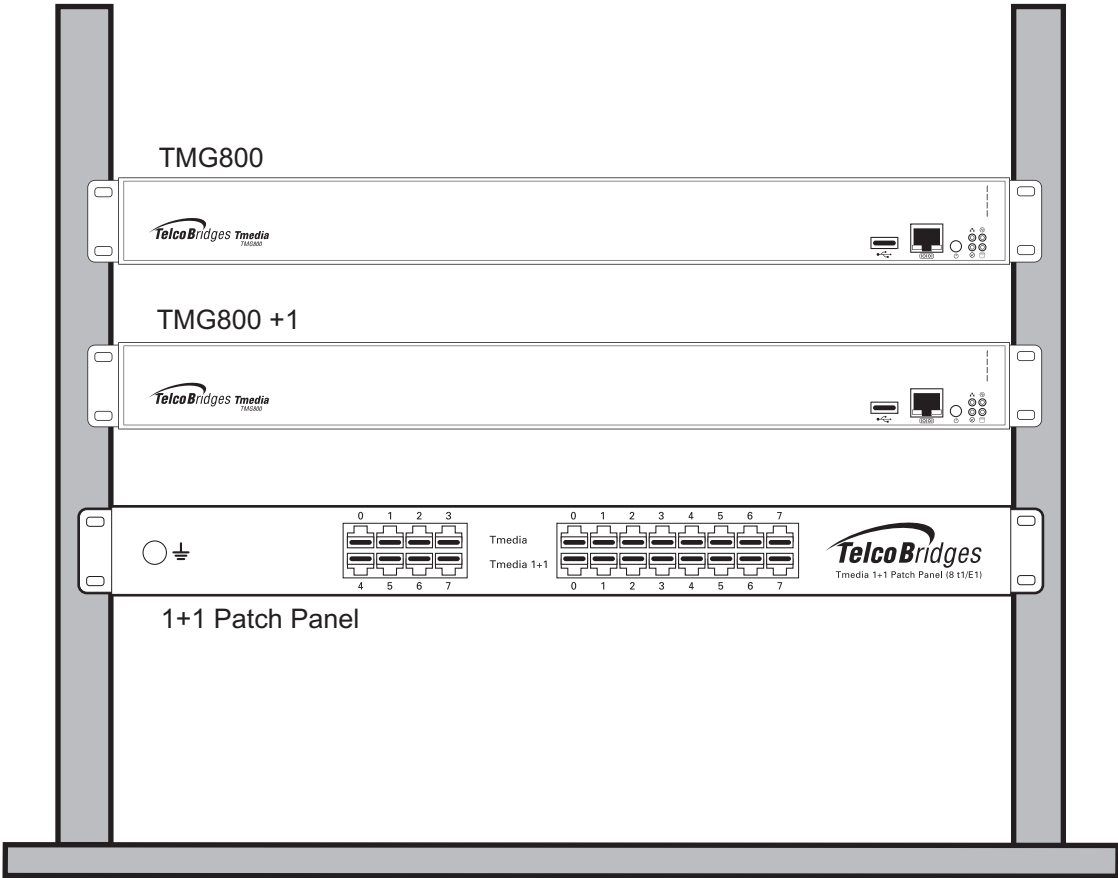 TMG800
TelcoBridges Tmedia
TMG800
TMG800 +1
TelcoBridges Tmedia
TMG800
0 1 2 3
4 5 6 7
Tmedia
Tmedia 1+1
0 1 2 3 4 5 6 7
0 1 2 3 4 5 6 7
TelcoBridges
Tmedia 1+1 Patch Panel (8 t1/E1)
1+1 Patch Panel